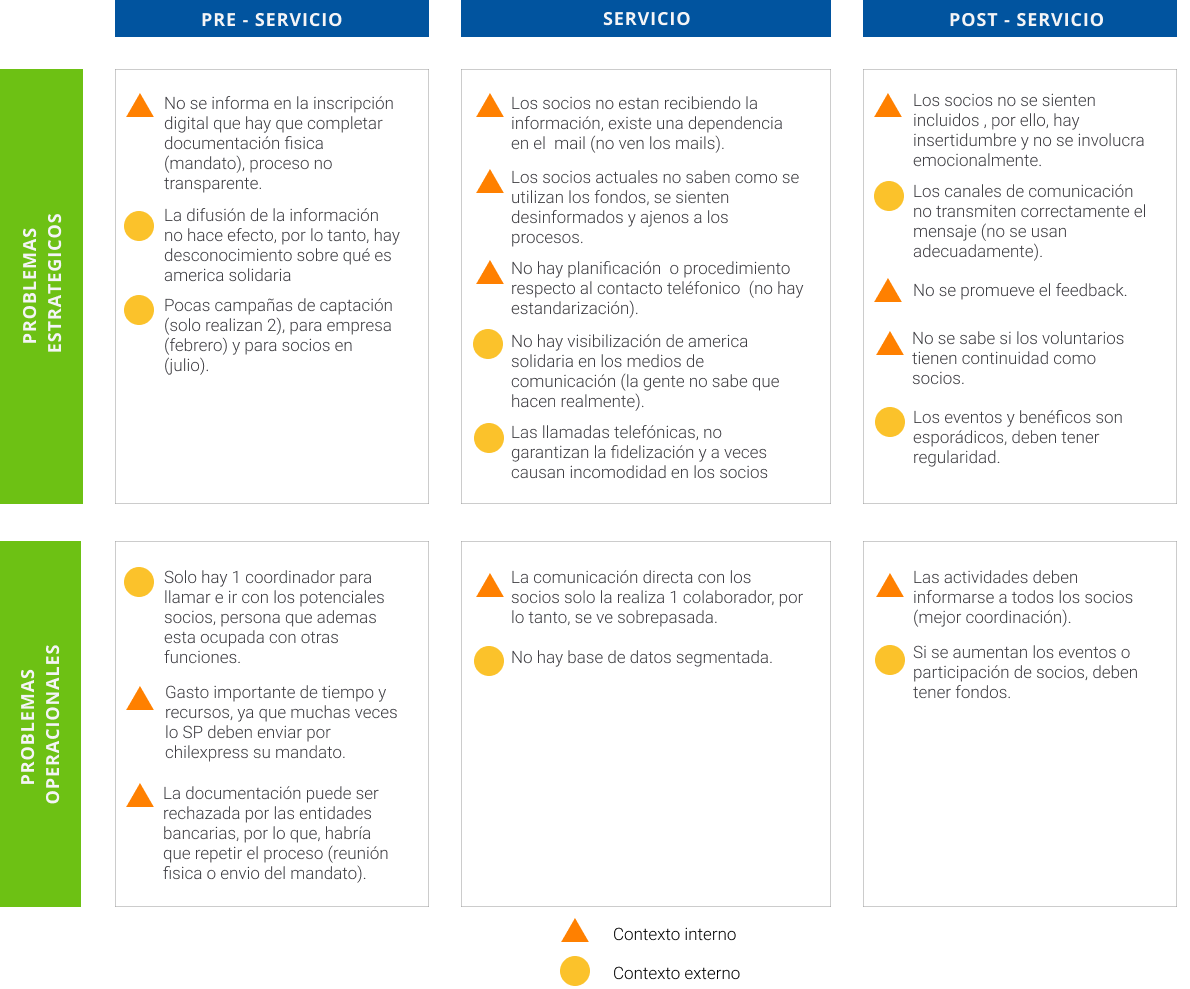 PRE - SERVICIO
SERVICIO
POST - SERVICIO
PROBLEMAS
ESTRATEGICOS
No se informa en la inscripción
digital que hay que completar
documentación fisica
(mandato), proceso no
transparente.
La difusión de la información
no hace efecto, por lo tanto, hay
desconocimiento sobre qué es
america solidaria
Pocas campañas de captación
(solo realizan 2), para empresa
(febrero) y para socios en
(julio).
Los socios no estan recibiendo la
información, existe una dependencia
en el  mail (no ven los mails).
Los socios actuales no saben como se
utilizan los fondos, se sienten
desinformados y ajenos a los
procesos.
No hay planificación  o procedimiento
respecto al contacto teléfonico  (no hay
estandarización).
No hay visibilización de america
solidaria en los medios de
comunicación (la gente no sabe que
hacen realmente).
Las llamadas telefónicas, no
garantizan la fidelización y a veces
causan incomodidad en los socios
Los socios no se sienten
incluidos , por ello, hay
insertidumbre y no se involucra
emocionalmente.
Los canales de comunicación
no transmiten correctamente el
mensaje (no se usan
adecuadamente).
No se promueve el feedback.
No se sabe si los voluntarios
tienen continuidad como
socios.
Los eventos y benéficos son
esporádicos, deben tener
regularidad.
PROBLEMAS
OPERACIONALES
Solo hay 1 coordinador para
llamar e ir con los potenciales
socios, persona que ademas
esta ocupada con otras
funciones.
Gasto importante de tiempo y
recursos, ya que muchas veces
lo SP deben enviar por
chilexpress su mandato.
La documentación puede ser
rechazada por las entidades
bancarias, por lo que, habría
que repetir el proceso (reunión
fisica o envio del mandato).
La comunicación directa con los
socios solo la realiza 1 colaborador, por
lo tanto, se ve sobrepasada.
No hay base de datos segmentada.
Las actividades deben
informarse a todos los socios
(mejor coordinación).
Si se aumentan los eventos o
participación de socios, deben
tener fondos.
Contexto interno
Contexto externo